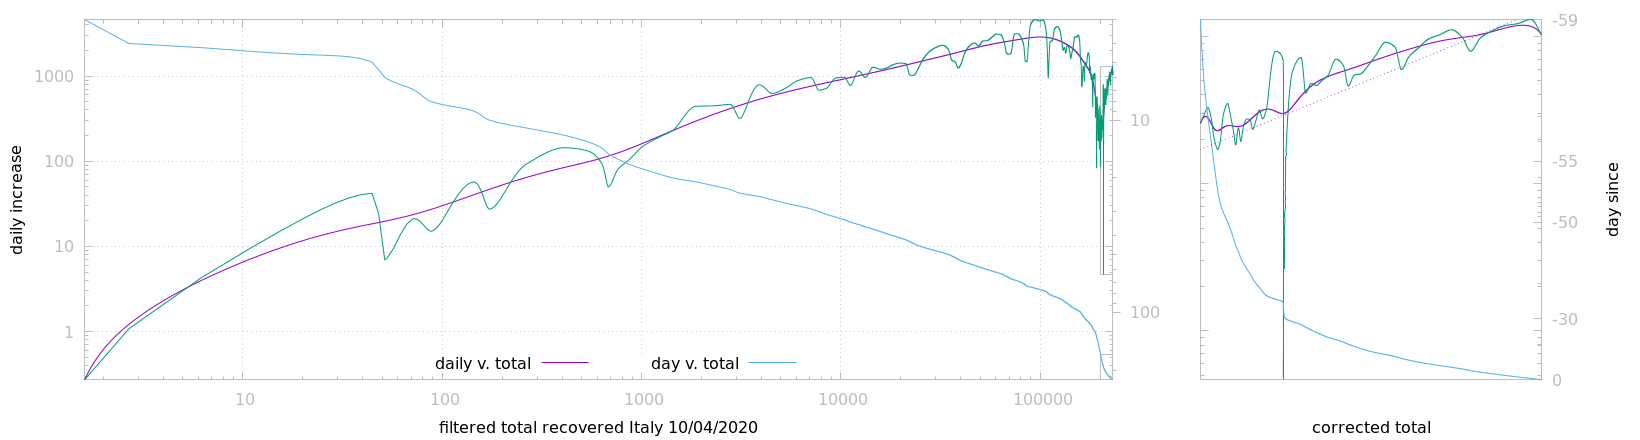 daily increase
1000
100
10
1
10
100
1000
10000
100000
10
100
daily v. total
day v. total
filtered total recovered Italy 10/04/2020
-59
-55
-50
-30
0
day since
corrected total